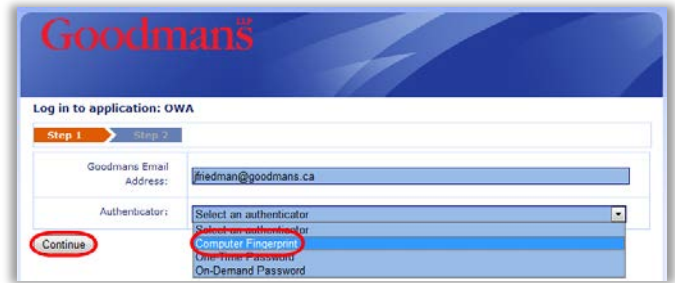 Goodmans LLP
Log in to application: OWA
Step 1 Step 2
Goodmans Email
Address:
jfriedman@goodmans.ca
Authenticator:
Select an authenticator
Select an authenticator
Computer Fingerprint
One-Time Password
On-Demand Password
Continue